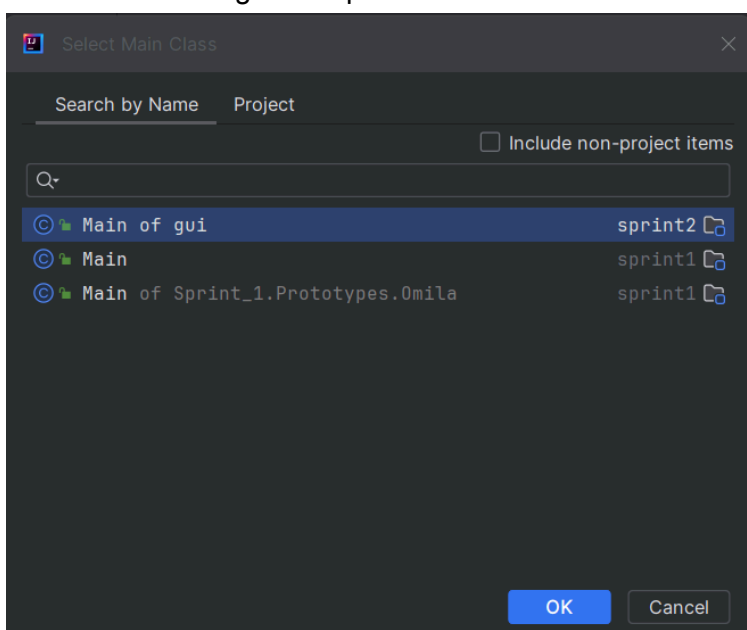 Select Main Class
Search by Name Project
Include non-project items
Main of gui sprint2
Main sprint1
Main of Sprint_1.Prototypes.Omila sprint1
OK Cancel